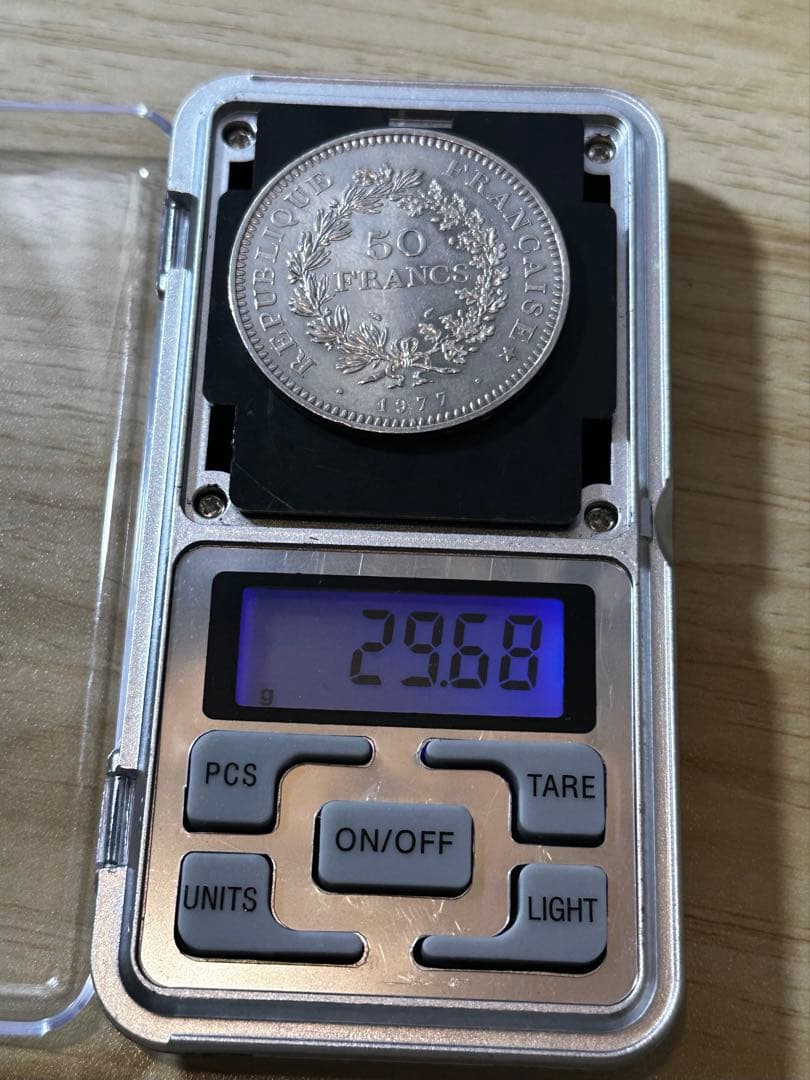 REPUBLIQUE FRANÇAISE
50
FRANCS
1977
29.68
g
PCS
TARE
ON/OFF
UNITS
LIGHT